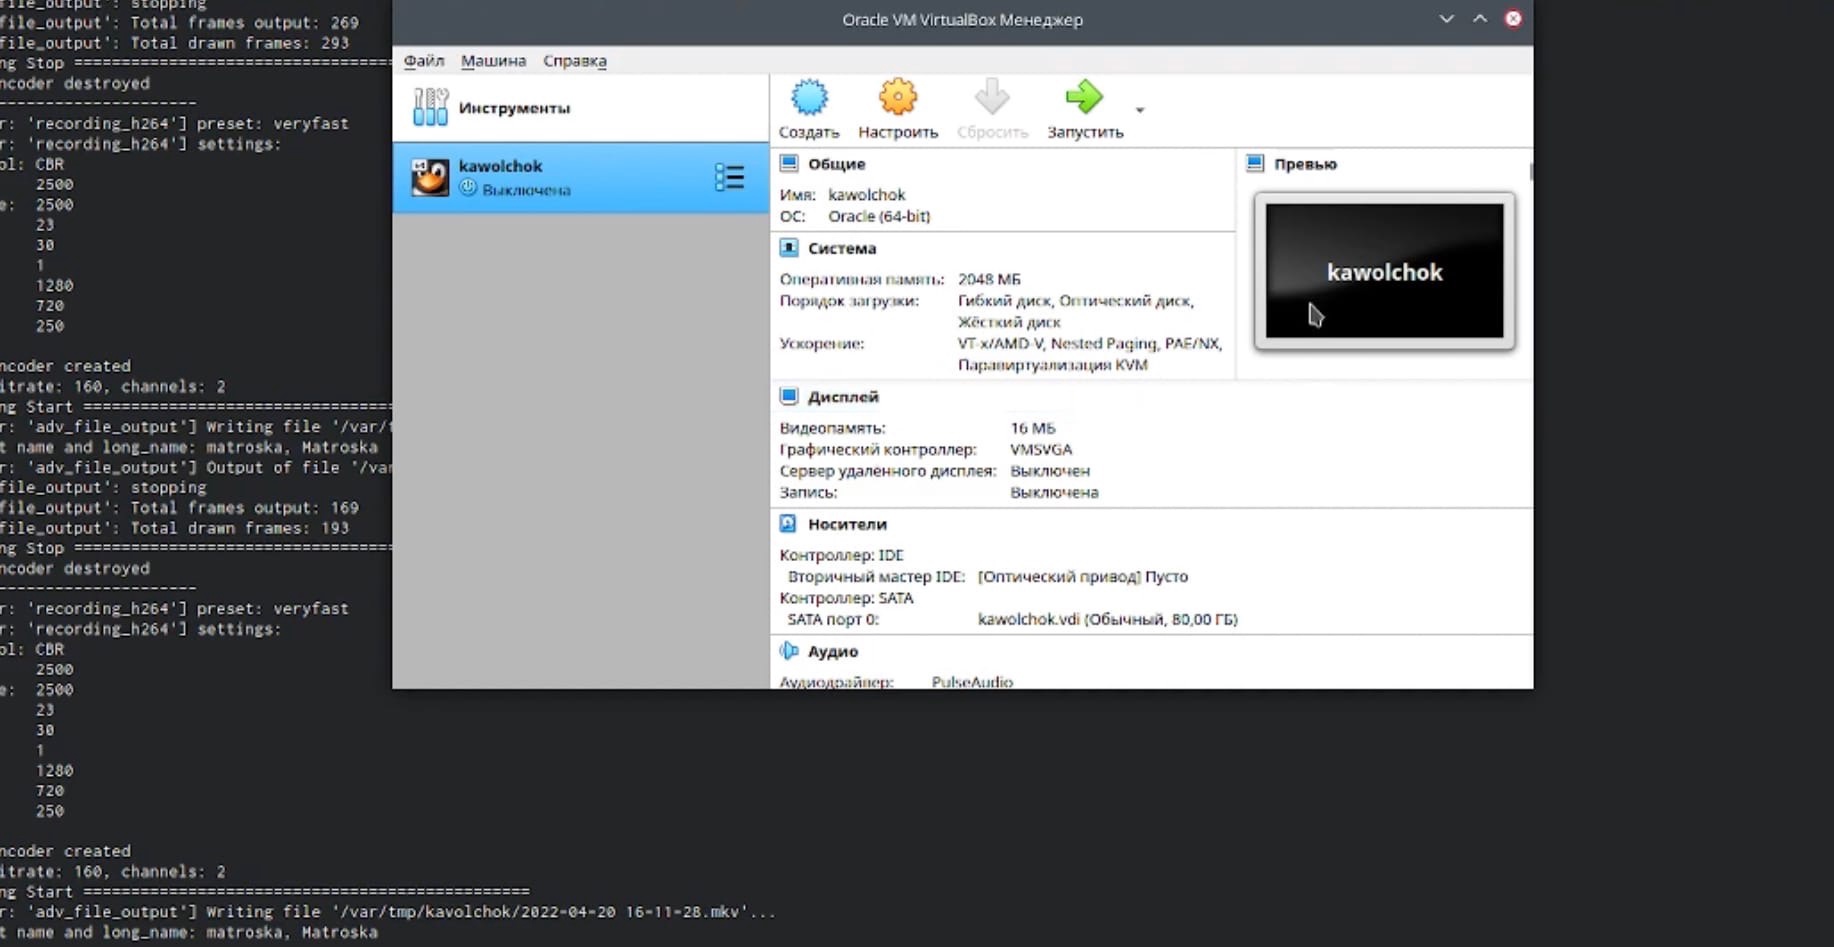 file_output': stopping
file_output': Total frames output: 269
file_output': Total drawn frames: 293
ng Stop ==================================
ncoder destroyed
---------------------
r: 'recording_h264'] preset: veryfast
r: 'recording_h264'] settings:
ol: CBR
2500
e: 2500
23
30
1
1280
720
250
ncoder created
itrate: 160, channels: 2
ng Start =================================
r: 'adv_file_output'] Writing file '/var/t
t name and long_name: matroska, Matroska
r: 'adv_file_output'] Output of file '/var
file_output': stopping
file_output': Total frames output: 169
file_output': Total drawn frames: 193
ng Stop ==================================
ncoder destroyed
---------------------
r: 'recording_h264'] preset: veryfast
r: 'recording_h264'] settings:
ol: CBR
2500
e: 2500
23
30
1
1280
720
250
ncoder created
itrate: 160, channels: 2
ng Start ===============================================
r: 'adv_file_output'] Writing file '/var/tmp/kavolchok/2022-04-20 16-11-28.mkv'...
t name and long_name: matroska, Matroska
Oracle VM VirtualBox Менеджер
Файл Машина Справка
Инструменты
kawolchok
Выключена
Создать Настроить Сбросить Запустить
Общие
Имя: kawolchok
ОС: Oracle (64-bit)
Превью
kawolchok
Система
Оперативная память: 2048 МБ
Порядок загрузки: Гибкий диск, Оптический диск,
Жёсткий диск
Ускорение: VT-x/AMD-V, Nested Paging, PAE/NX,
Паравиртуализация KVM
Дисплей
Видеопамять: 16 МБ
Графический контроллер: VMSVGA
Сервер удалённого дисплея: Выключен
Запись: Выключена
Носители
Контроллер: IDE
Вторичный мастер IDE: [Оптический привод] Пусто
Контроллер: SATA
SATA порт 0: kawolchok.vdi (Обычный, 80,00 ГБ)
Аудио
Аудиодрайвер: PulseAudio